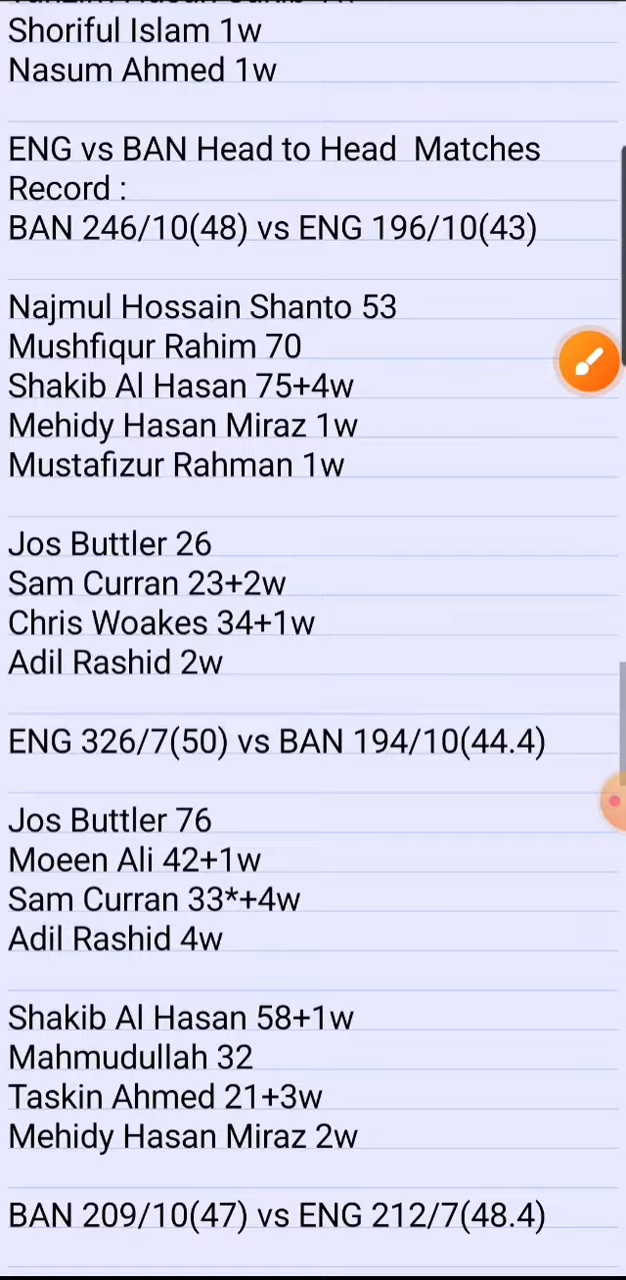 Shoriful Islam 1w
Nasum Ahmed 1w
ENG vs BAN Head to Head Matches
Record :
BAN 246/10(48) vs ENG 196/10(43)
Najmul Hossain Shanto 53
Mushfiqur Rahim 70
Shakib Al Hasan 75+4w
Mehidy Hasan Miraz 1w
Mustafizur Rahman 1w
Jos Buttler 26
Sam Curran 23+2w
Chris Woakes 34+1w
Adil Rashid 2w
ENG 326/7(50) vs BAN 194/10(44.4)
Jos Buttler 76
Moeen Ali 42+1w
Sam Curran 33*+4w
Adil Rashid 4w
Shakib Al Hasan 58+1w
Mahmudullah 32
Taskin Ahmed 21+3w
Mehidy Hasan Miraz 2w
BAN 209/10(47) vs ENG 212/7(48.4)